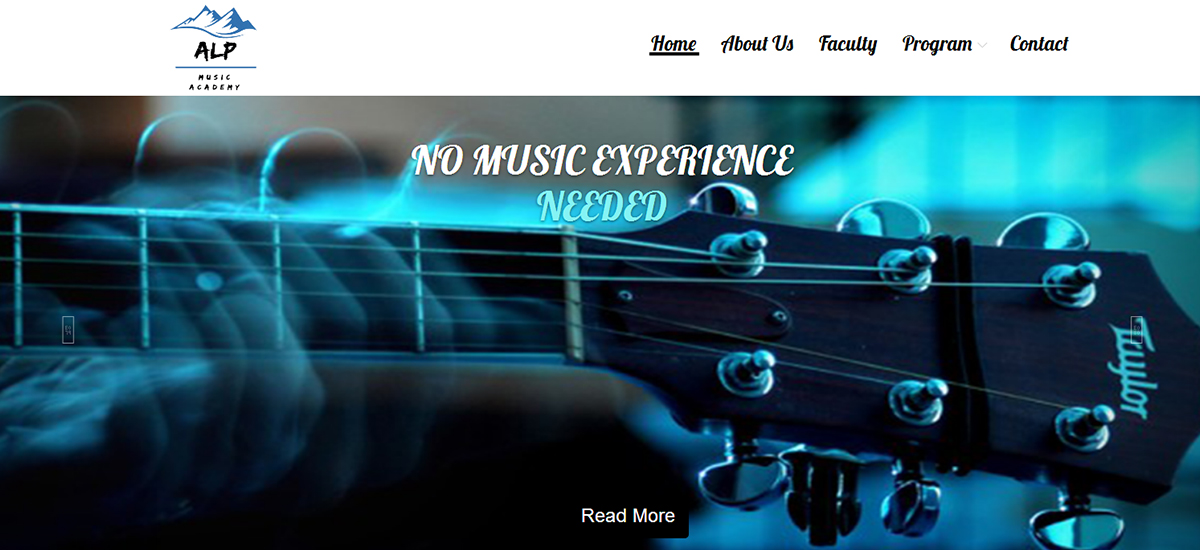 ALP
MUSIC
ACADEMY
Home About Us Faculty Program Contact
NO MUSIC EXPERIENCE
NEEDED
Taylor
Read More